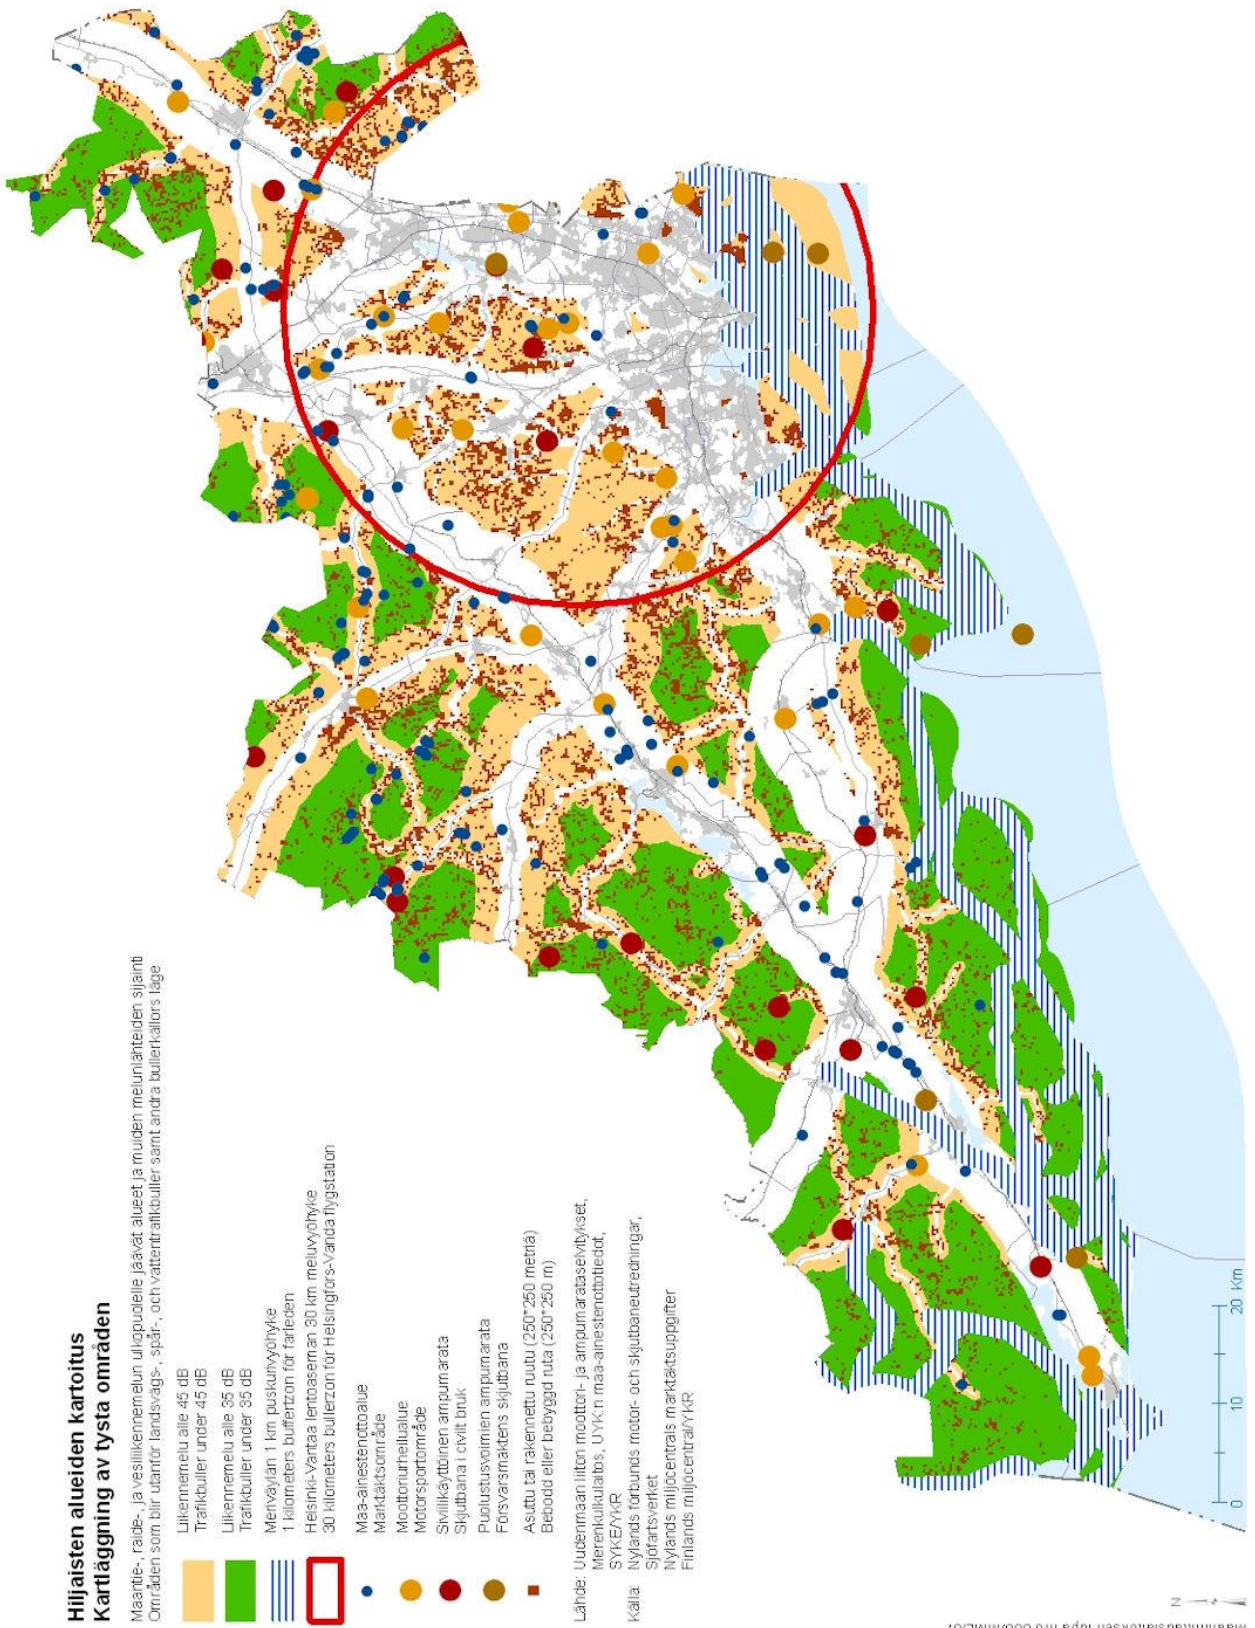 Hiljaisten alueiden kartoitus
Kartläggning av tysta områden
Maantie-, raide-, ja vesiliikennemelun ulkopuolelle jäävät alueet ja muiden melunlähteiden sijainti
Områden som blir utanför landsvägs-, spår-, och vattentrafikbuller samt andra bullerkällors läge
Liikennemelu alle 45 dB
Trafikbuller under 45 dB
Liikennemelu alle 35 dB
Trafikbuller under 35 dB
Meriväylän 1 km puskurivyöhyke
1 kilometers buffertzon för farleden
Helsinki-Vantaa lentoaseman 30 km meluvyöhyke
30 kilometers bullerzon för Helsingfors-Vanda flygstation
Maa-ainestenottoalue
Marktäktsområde
Moottoriurheilualue
Motorsportområde
Siviilikäyttöinen ampumarata
Skjutbana i civilt bruk
Puolustusvoimien ampumarata
Försvarsmaktens skjutbana
Asuttu tai rakennettu ruutu (250*250 metriä)
Bebodd eller bebyggd ruta (250*250 m)
Lähde: Uudenmaan liiton moottori- ja ampumarataselvitykset,
Merenkulkulaitos, UYK:n maa-ainestenottotiedot,
SYKE/YKR
Källa: Nylands förbunds motor- och skjutbaneutredningar,
Sjöfartsverket
Nylands miljöcentrals marktäktsuppgifter
Finlands miljöcentral/YKR
0 10 20 Km
N